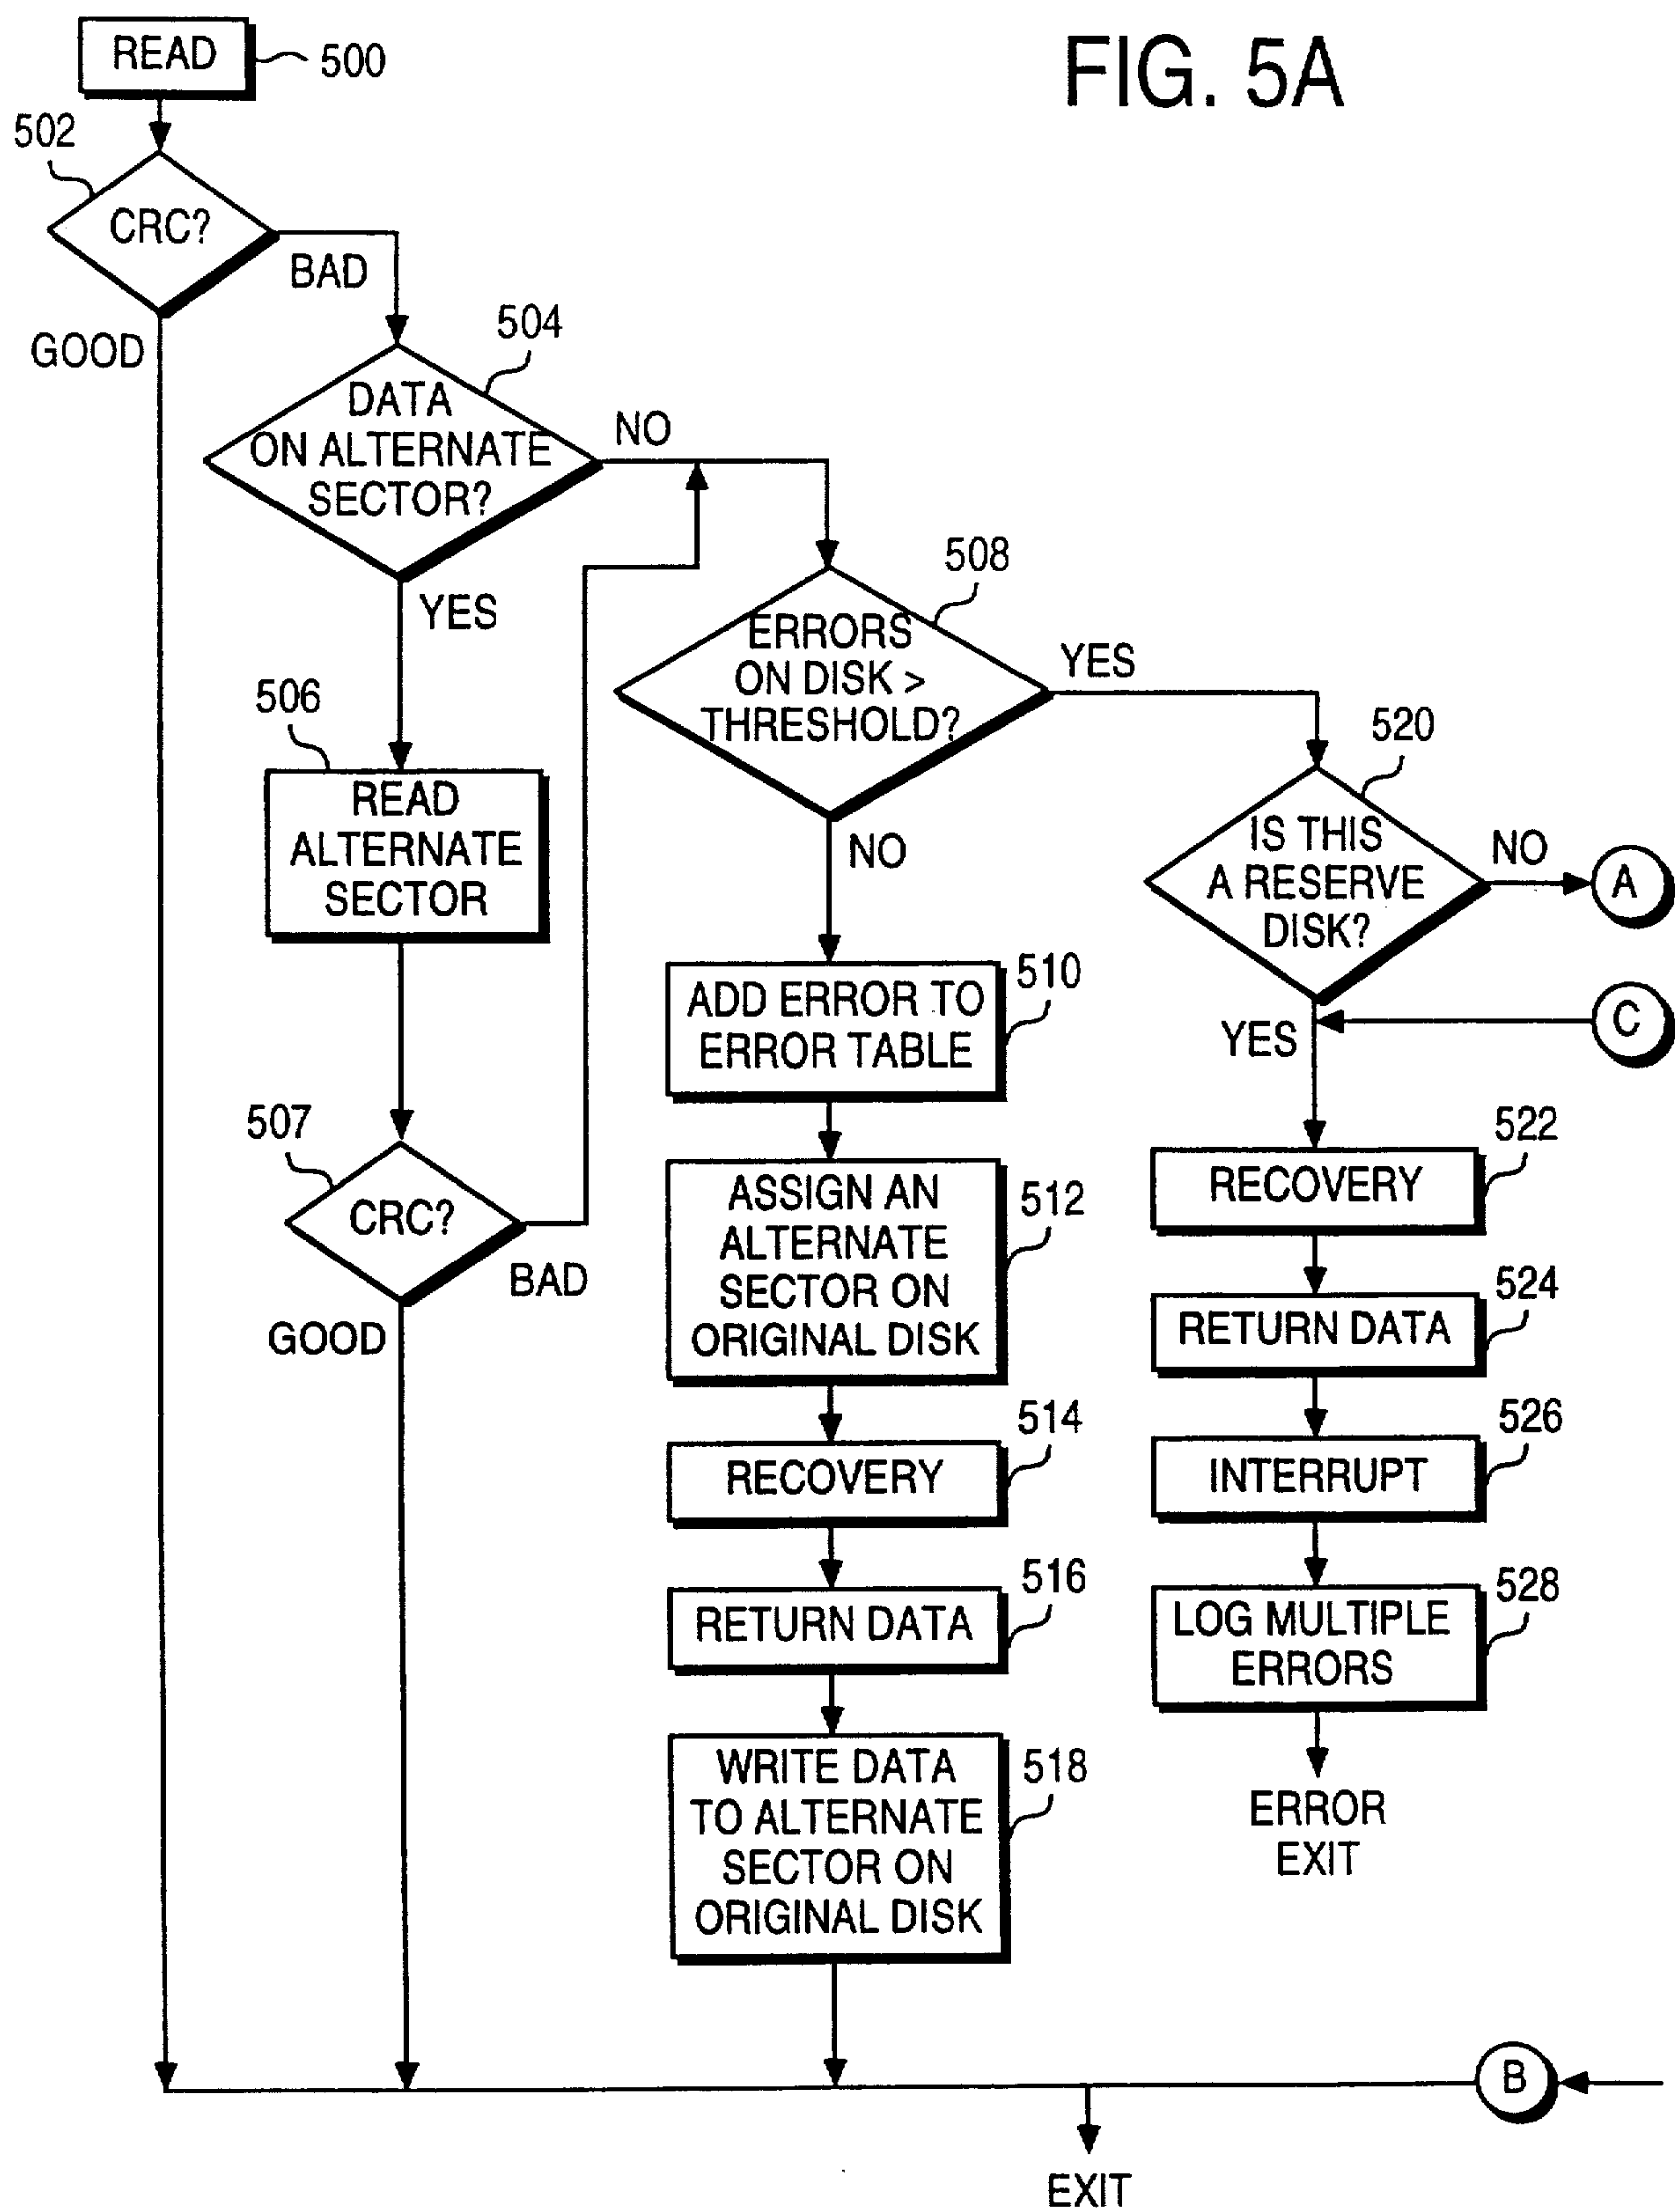 FIG. 5A
READ
500
502
CRC?
BAD
GOOD
504
DATA
ON ALTERNATE
SECTOR?
NO
YES
506
READ
ALTERNATE
SECTOR
507
CRC?
BAD
GOOD
508
ERRORS
ON DISK >
THRESHOLD?
YES
NO
510
ADD ERROR TO
ERROR TABLE
512
ASSIGN AN
ALTERNATE
SECTOR ON
ORIGINAL DISK
514
RECOVERY
516
RETURN DATA
518
WRITE DATA
TO ALTERNATE
SECTOR ON
ORIGINAL DISK
520
IS THIS
A RESERVE
DISK?
NO
A
C
YES
522
RECOVERY
524
RETURN DATA
526
INTERRUPT
528
LOG MULTIPLE
ERRORS
ERROR
EXIT
B
EXIT